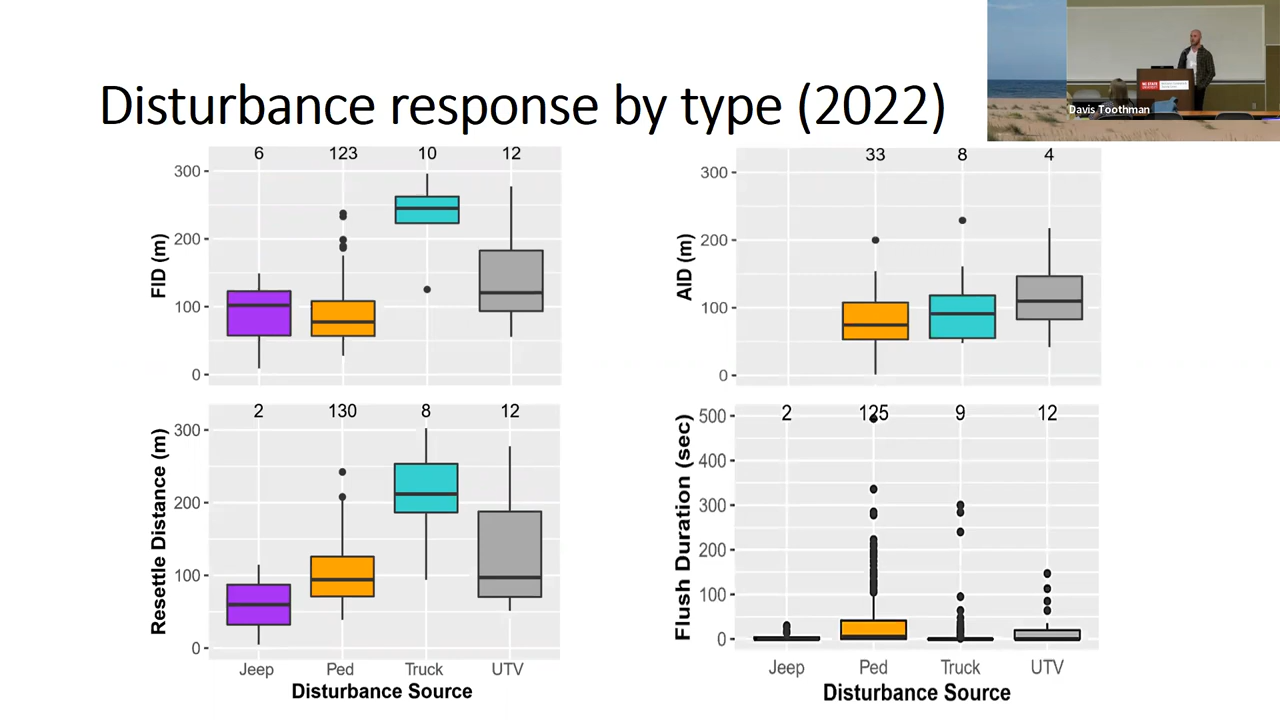 Disturbance response by type (2022)
Davis Toothman
6 123 10 12
300
200
100
0
FID (m)
33 8 4
300
200
100
0
AID (m)
2 130 8 12
300
200
100
0
Resettle Distance (m)
Jeep Ped Truck UTV
Disturbance Source
2 125 9 12
500
400
300
200
100
0
Flush Duration (sec)
Jeep Ped Truck UTV
Disturbance Source